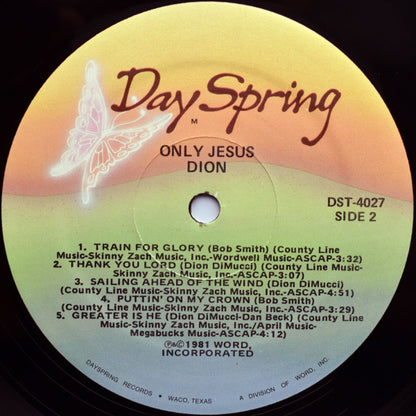 Day Spring
M
ONLY JESUS
DION
DST-4027
SIDE 2
1. TRAIN FOR GLORY (Bob Smith) (County Line
Music-Skinny Zach Music, Inc.-Wordwell Music-ASCAP-3:32)
2. THANK YOU LORD (Dion DiMucci) (County Line
Music-Skinny Zach Music, Inc.-ASCAP-3:07)
3. SAILING AHEAD OF THE WIND (Dion DiMucci)
(County Line Music-Skinny Zach Music, Inc.-ASCAP-4:51)
4. PUTTIN' ON MY CROWN (Bob Smith)
(County Line Music-Skinny Zach Music, Inc.-ASCAP-3:29)
5. GREATER IS HE (Dion DiMucci-Dan Beck) (County Line
Music-Skinny Zach Music, Inc./April Music-
Megabucks Music-ASCAP-4:12)
℗©1981 WORD,
INCORPORATED
DAYSPRING RECORDS • WACO, TEXAS • A DIVISION OF WORD, INC.